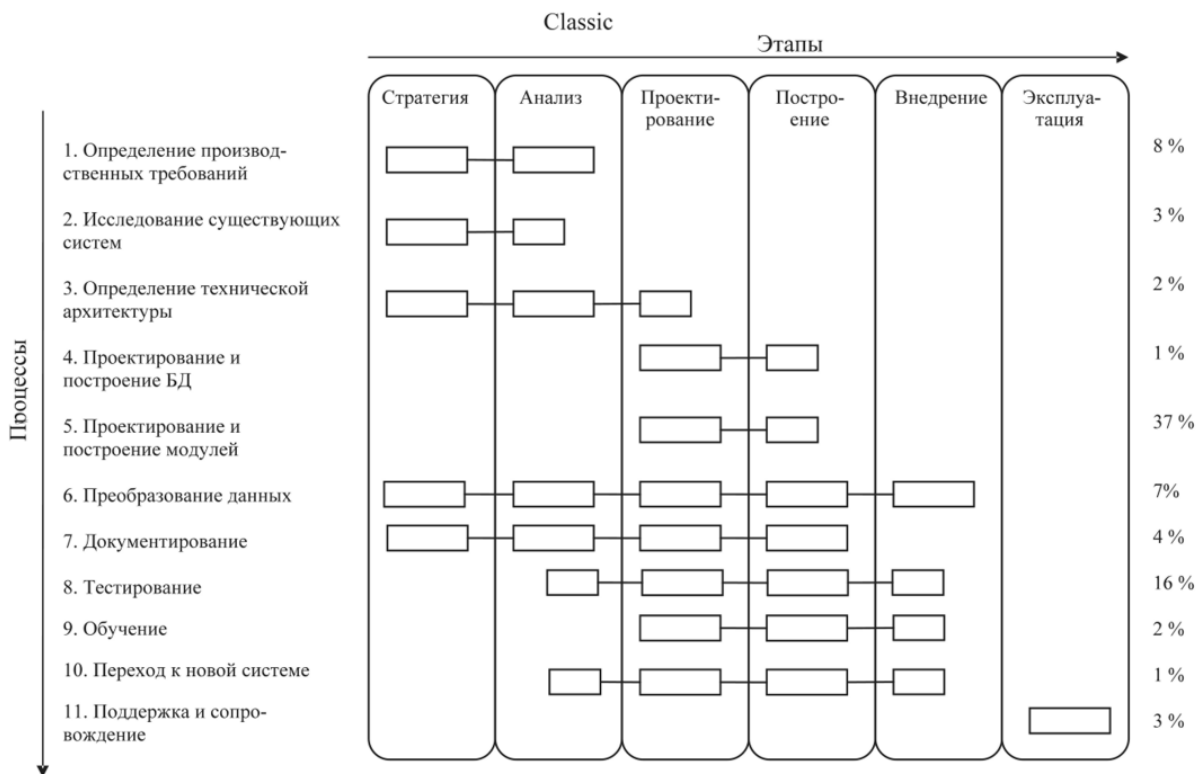 Classic
Этапы
Процессы
Стратегия
Анализ
Проекти-
рование
Постро-
ение
Внедрение
Эксплуа-
тация
1. Определение производ-
ственных требований
8 %
2. Исследование существующих
систем
3 %
3. Определение технической
архитектуры
2 %
4. Проектирование и
построение БД
1 %
5. Проектирование и
построение модулей
37 %
6. Преобразование данных
7%
7. Документирование
4 %
8. Тестирование
16 %
9. Обучение
2 %
10. Переход к новой системе
1 %
11. Поддержка и сопро-
вождение
3 %